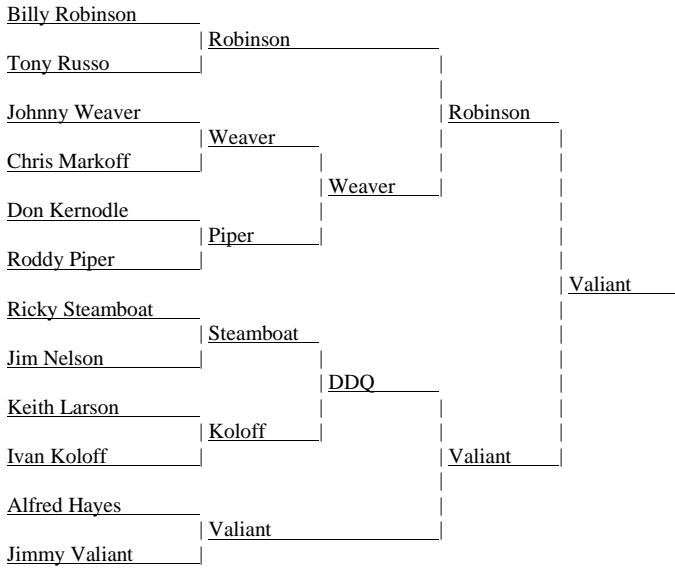 Billy Robinson
Robinson
Tony Russo
Johnny Weaver
Robinson
Weaver
Chris Markoff
Weaver
Don Kernodle
Piper
Roddy Piper
Valiant
Ricky Steamboat
Steamboat
Jim Nelson
DDQ
Keith Larson
Koloff
Ivan Koloff
Valiant
Alfred Hayes
Valiant
Jimmy Valiant